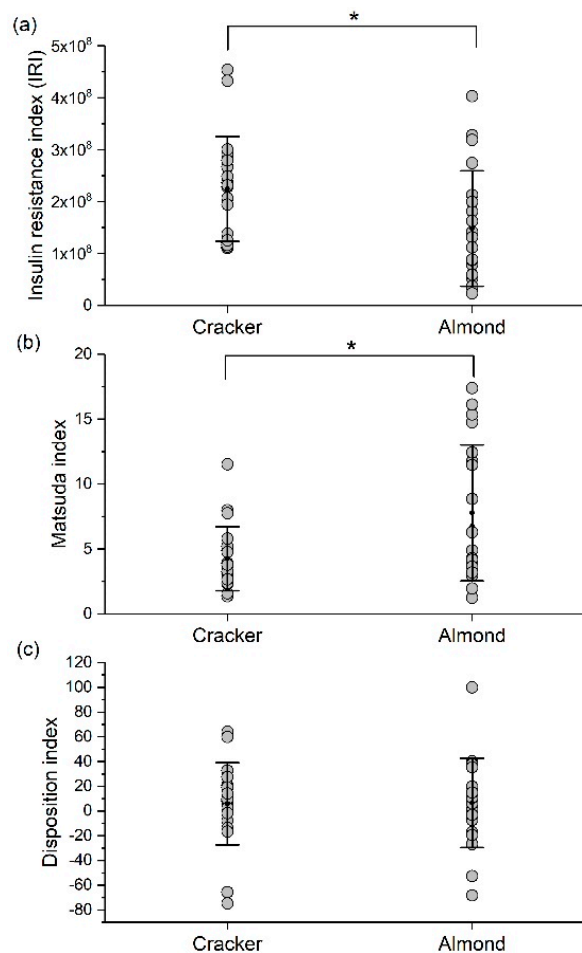 (a)
*
Insulin resistance index (IRI)
5x10⁸
4x10⁸
3x10⁸
2x10⁸
1x10⁸
0
Cracker Almond
(b)
*
Matsuda index
20
15
10
5
0
Cracker Almond
(c)
Disposition index
120
100
80
60
40
20
0
-20
-40
-60
-80
Cracker Almond